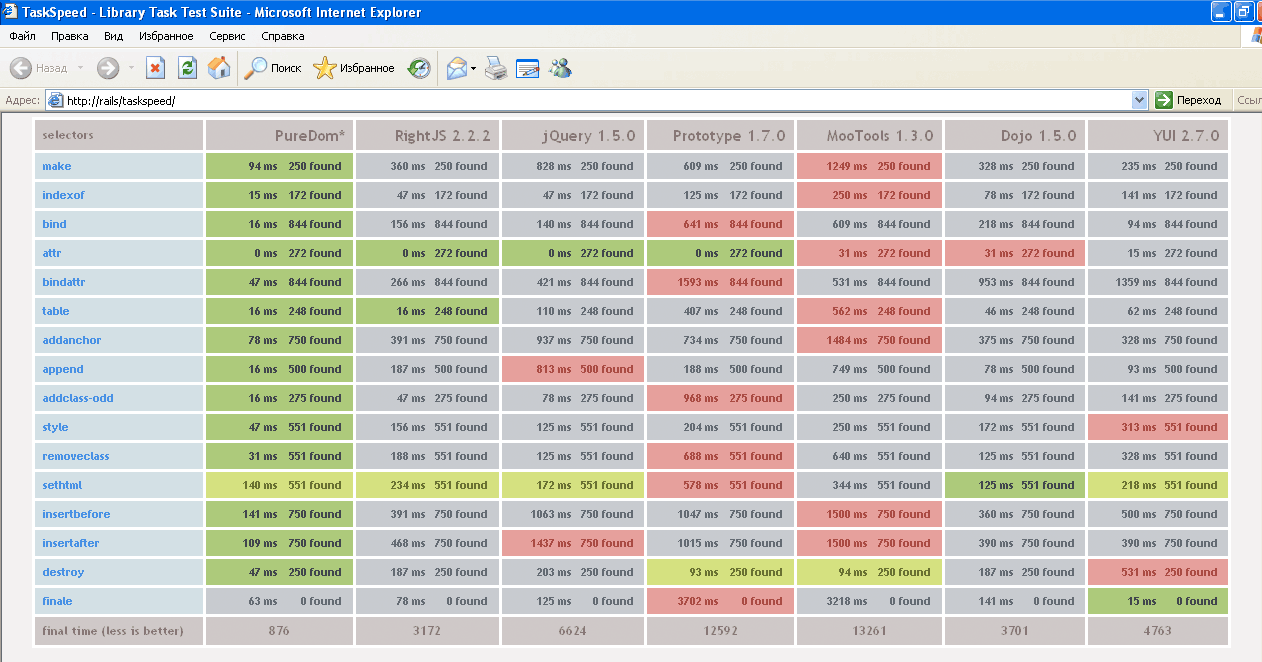 TaskSpeed - Library Task Test Suite - Microsoft Internet Explorer
Файл Правка Вид Избранное Сервис Справка
Назад Поиск Избранное
Адрес: http://rails/taskspeed/ Переход Ссыл
selectors PureDom* RightJS 2.2.2 jQuery 1.5.0 Prototype 1.7.0 MooTools 1.3.0 Dojo 1.5.0 YUI 2.7.0
make 94 ms 250 found 360 ms 250 found 828 ms 250 found 609 ms 250 found 1249 ms 250 found 328 ms 250 found 235 ms 250 found
indexof 15 ms 172 found 47 ms 172 found 47 ms 172 found 125 ms 172 found 250 ms 172 found 78 ms 172 found 141 ms 172 found
bind 16 ms 844 found 156 ms 844 found 140 ms 844 found 641 ms 844 found 609 ms 844 found 218 ms 844 found 94 ms 844 found
attr 0 ms 272 found 0 ms 272 found 0 ms 272 found 0 ms 272 found 31 ms 272 found 31 ms 272 found 15 ms 272 found
bindattr 47 ms 844 found 266 ms 844 found 421 ms 844 found 1593 ms 844 found 531 ms 844 found 953 ms 844 found 1359 ms 844 found
table 16 ms 248 found 16 ms 248 found 110 ms 248 found 407 ms 248 found 562 ms 248 found 46 ms 248 found 62 ms 248 found
addanchor 78 ms 750 found 391 ms 750 found 937 ms 750 found 734 ms 750 found 1484 ms 750 found 375 ms 750 found 328 ms 750 found
append 16 ms 500 found 187 ms 500 found 813 ms 500 found 188 ms 500 found 749 ms 500 found 78 ms 500 found 93 ms 500 found
addclass-odd 16 ms 275 found 47 ms 275 found 78 ms 275 found 968 ms 275 found 250 ms 275 found 94 ms 275 found 141 ms 275 found
style 47 ms 551 found 156 ms 551 found 125 ms 551 found 204 ms 551 found 250 ms 551 found 172 ms 551 found 313 ms 551 found
removeclass 31 ms 551 found 188 ms 551 found 125 ms 551 found 688 ms 551 found 640 ms 551 found 125 ms 551 found 328 ms 551 found
sethtml 140 ms 551 found 234 ms 551 found 172 ms 551 found 578 ms 551 found 344 ms 551 found 125 ms 551 found 218 ms 551 found
insertbefore 141 ms 750 found 391 ms 750 found 1063 ms 750 found 1047 ms 750 found 1500 ms 750 found 360 ms 750 found 500 ms 750 found
insertafter 109 ms 750 found 468 ms 750 found 1437 ms 750 found 1015 ms 750 found 1500 ms 750 found 390 ms 750 found 390 ms 750 found
destroy 47 ms 250 found 187 ms 250 found 203 ms 250 found 93 ms 250 found 94 ms 250 found 187 ms 250 found 531 ms 250 found
finale 63 ms 0 found 78 ms 0 found 125 ms 0 found 3702 ms 0 found 3218 ms 0 found 141 ms 0 found 15 ms 0 found
final time (less is better) 876 3172 6624 12592 13261 3701 4763